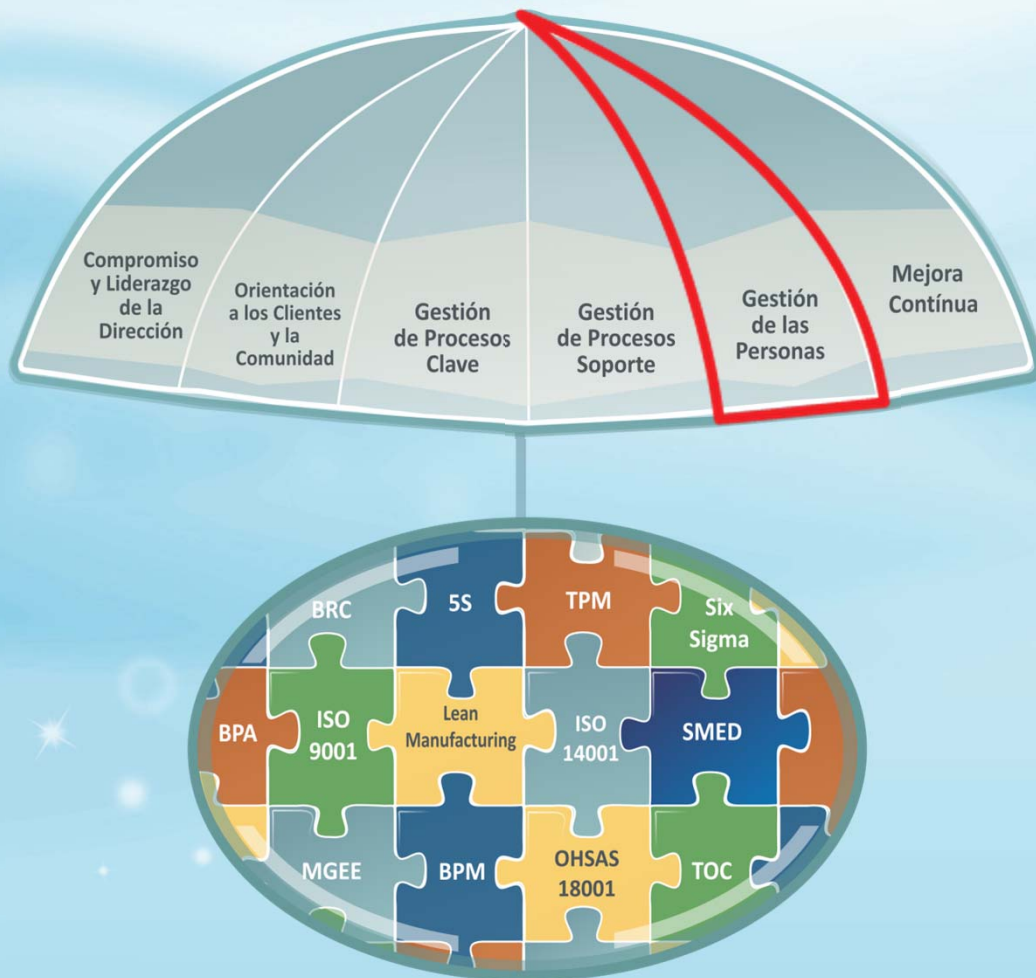 Compromiso
y Liderazgo
de la
Dirección
Orientación
a los Clientes
y la
Comunidad
Gestión
de Procesos
Clave
Gestión
de Procesos
Soporte
Gestión
de las
Personas
Mejora
Contínua
BRC
5S
TPM
Six
Sigma
BPA
ISO
9001
Lean
Manufacturing
ISO
14001
SMED
MGEE
BPM
OHSAS
18001
TOC